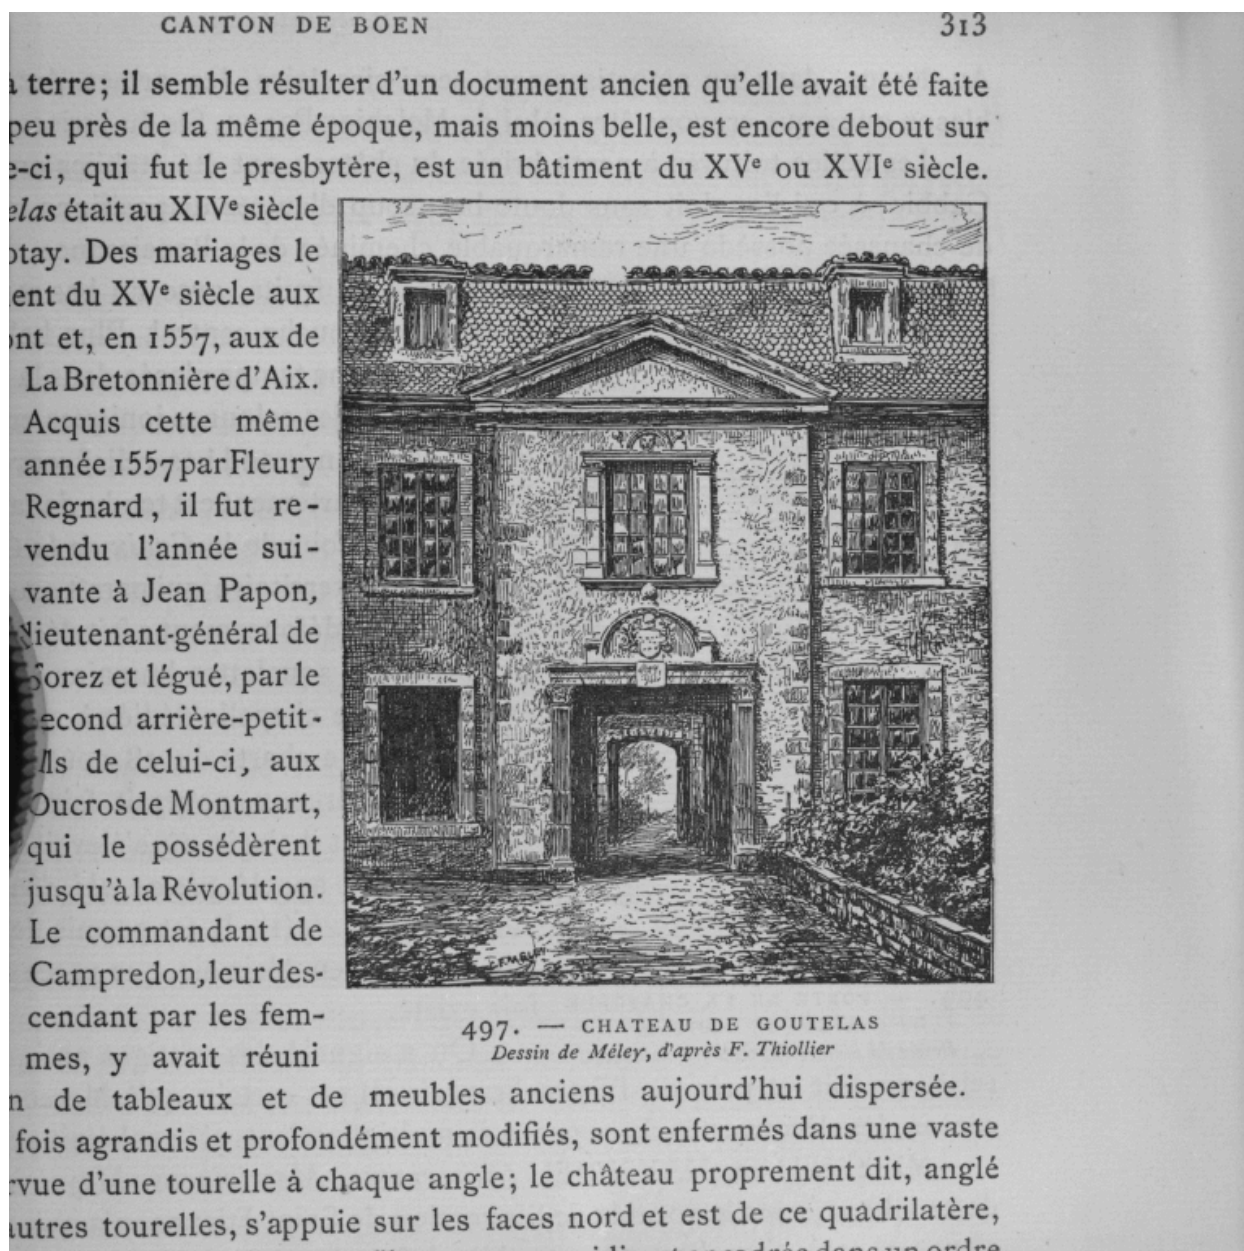 CANTON DE BOEN
313
à terre; il semble résulter d'un document ancien qu'elle avait été faite
peu près de la même époque, mais moins belle, est encore debout sur
e-ci, qui fut le presbytère, est un bâtiment du XVe ou XVIe siècle.
elas était au XIVe siècle
otay. Des mariages le
ent du XVe siècle aux
ont et, en 1557, aux de
La Bretonnière d'Aix.
Acquis cette même
année 1557 par Fleury
Regnard, il fut re-
vendu l'année sui-
vante à Jean Papon,
lieutenant-général de
Forez et légué, par le
second arrière-petit-
fils de celui-ci, aux
Ducros de Montmart,
qui le possédèrent
jusqu'à la Révolution.
Le commandant de
Campredon, leur des-
cendant par les fem-
mes, y avait réuni
497. — CHATEAU DE GOUTELAS
Dessin de Méley, d'après F. Thiollier
n de tableaux et de meubles anciens aujourd'hui dispersée.
fois agrandis et profondément modifiés, sont enfermés dans une vaste
rvue d'une tourelle à chaque angle; le château proprement dit, anglé
autres tourelles, s'appuie sur les faces nord et est de ce quadrilatère,
dans un ordre